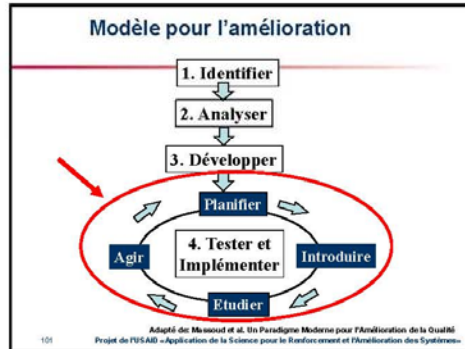 Modèle pour l'amélioration
1. Identifier
2. Analyser
3. Développer
Planifier
4. Tester et
Implémenter
Agir
Introduire
Etudier
Adapté de: Massoud et al. Un Paradigme Moderne pour l'Amélioration de la Qualité
101 Projet de l'USAID «Application de la Science pour le Renforcement et l'Amélioration des Systèmes»